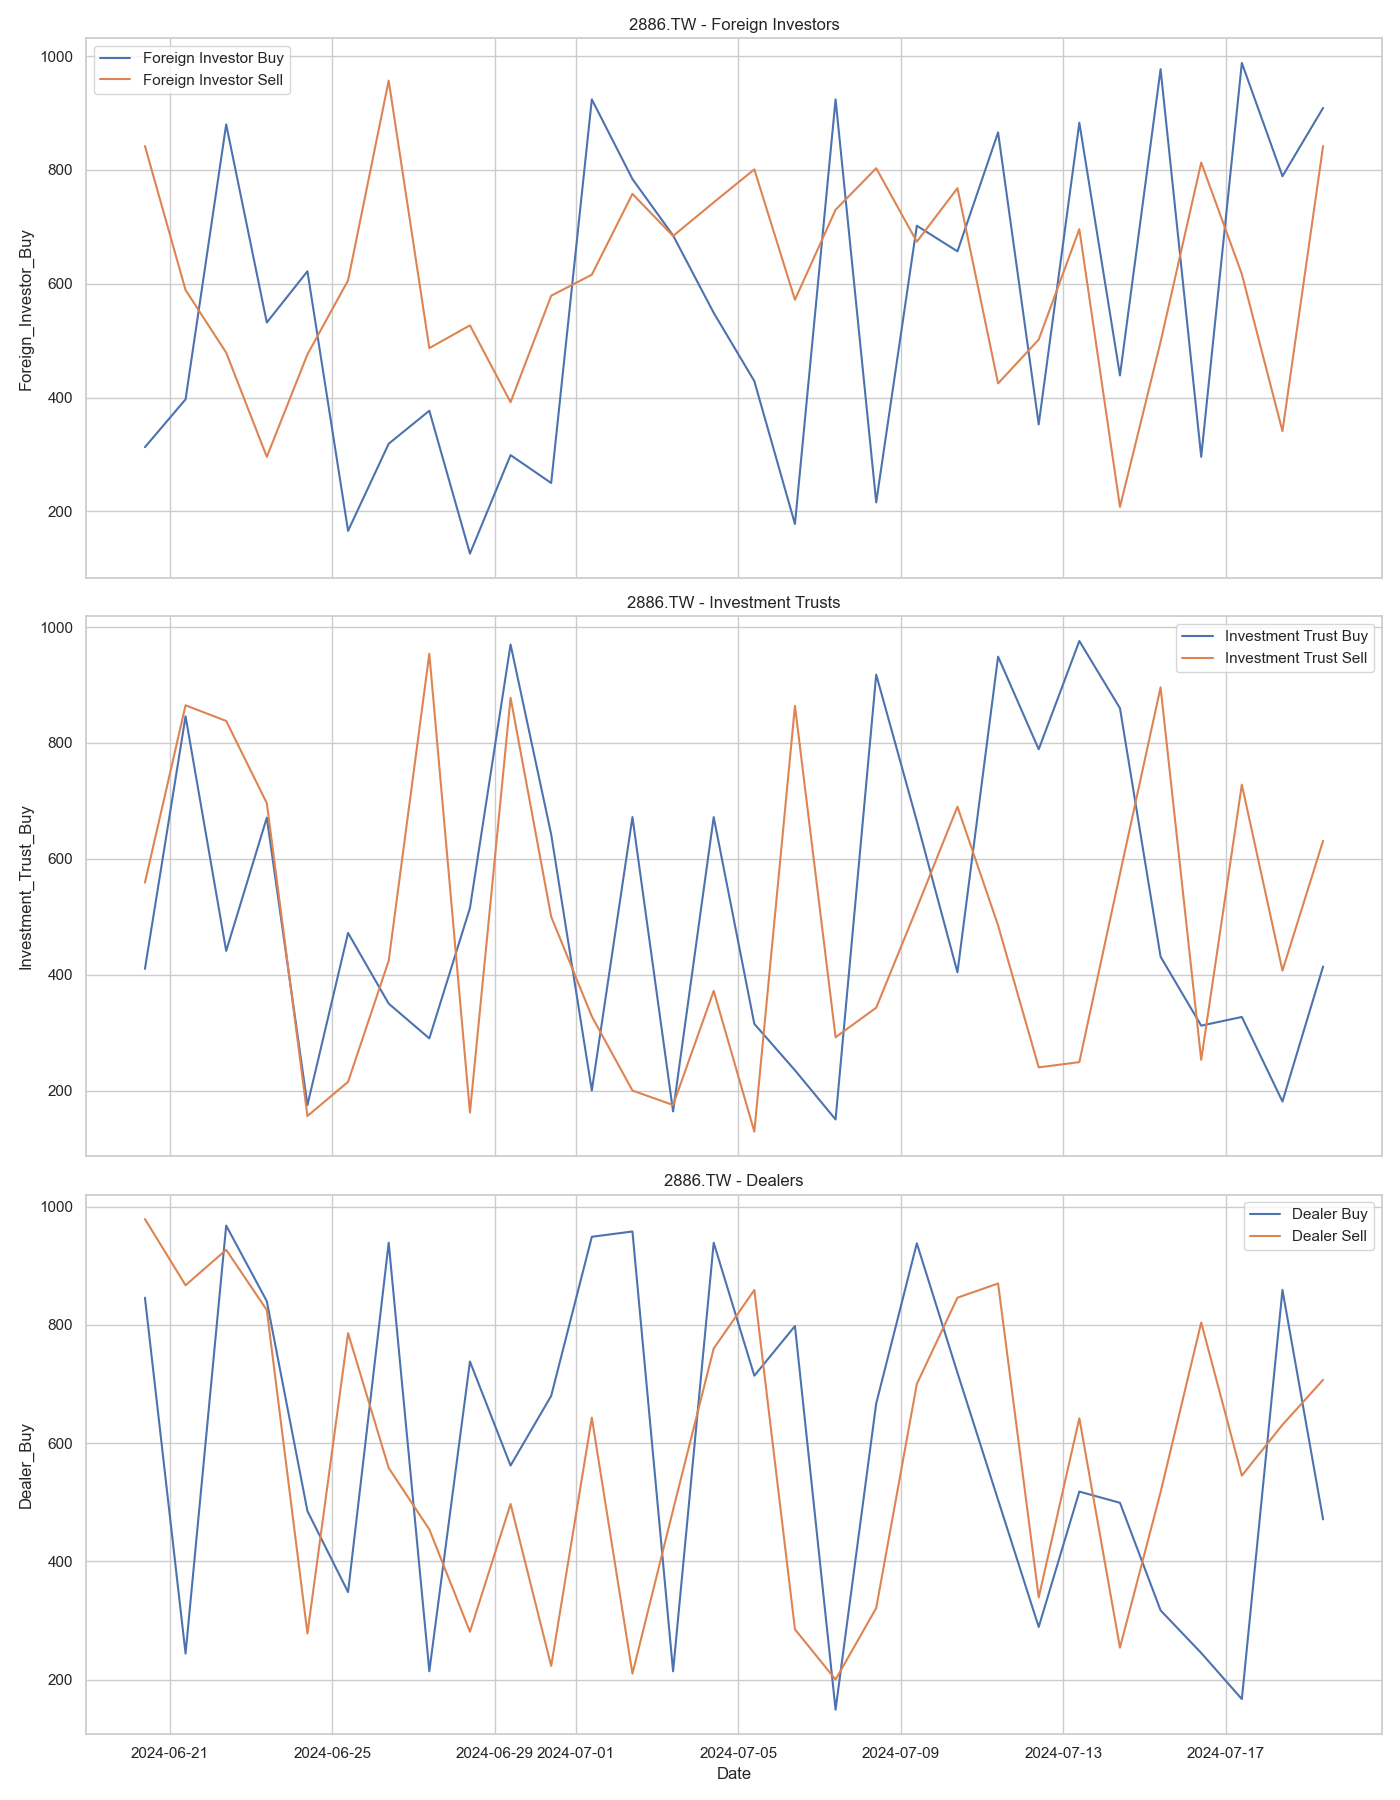 2886.TW - Foreign Investors
Foreign Investor Buy
Foreign Investor Sell
Foreign_Investor_Buy
1000
800
600
400
200
2886.TW - Investment Trusts
Investment Trust Buy
Investment Trust Sell
Investment_Trust_Buy
1000
800
600
400
200
2886.TW - Dealers
Dealer Buy
Dealer Sell
Dealer_Buy
1000
800
600
400
200
2024-06-21 2024-06-25 2024-06-29 2024-07-01 2024-07-05 2024-07-09 2024-07-13 2024-07-17
Date